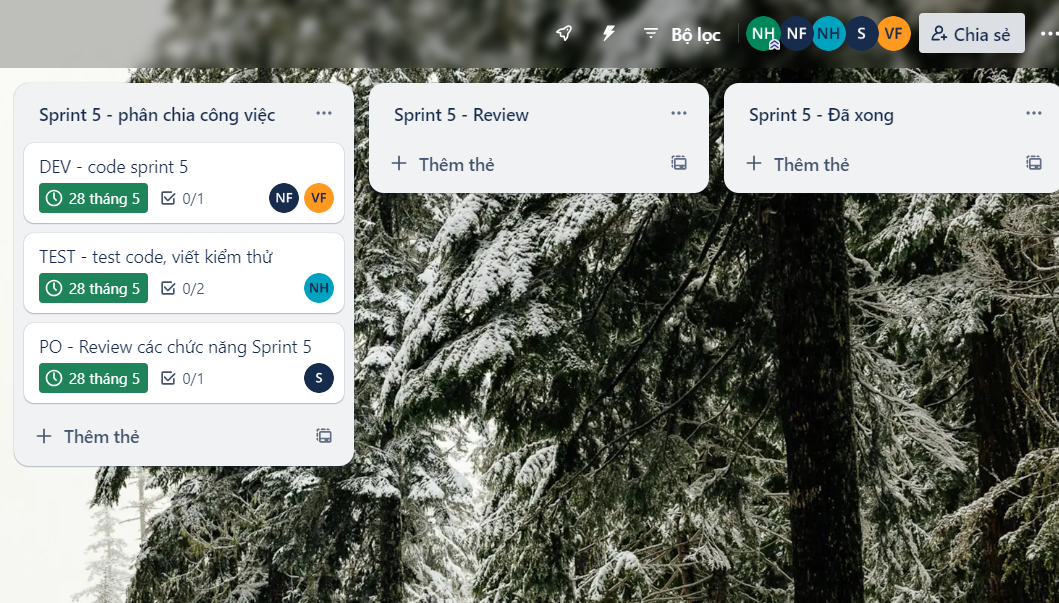 Bộ lọc
NH
NF
NH
S
VF
Chia sẻ
Sprint 5 - phân chia công việc
DEV - code sprint 5
28 tháng 5
0/1
NF
VF
TEST - test code, viết kiểm thử
28 tháng 5
0/2
NH
PO - Review các chức năng Sprint 5
28 tháng 5
0/1
S
Thêm thẻ
Sprint 5 - Review
Thêm thẻ
Sprint 5 - Đã xong
Thêm thẻ